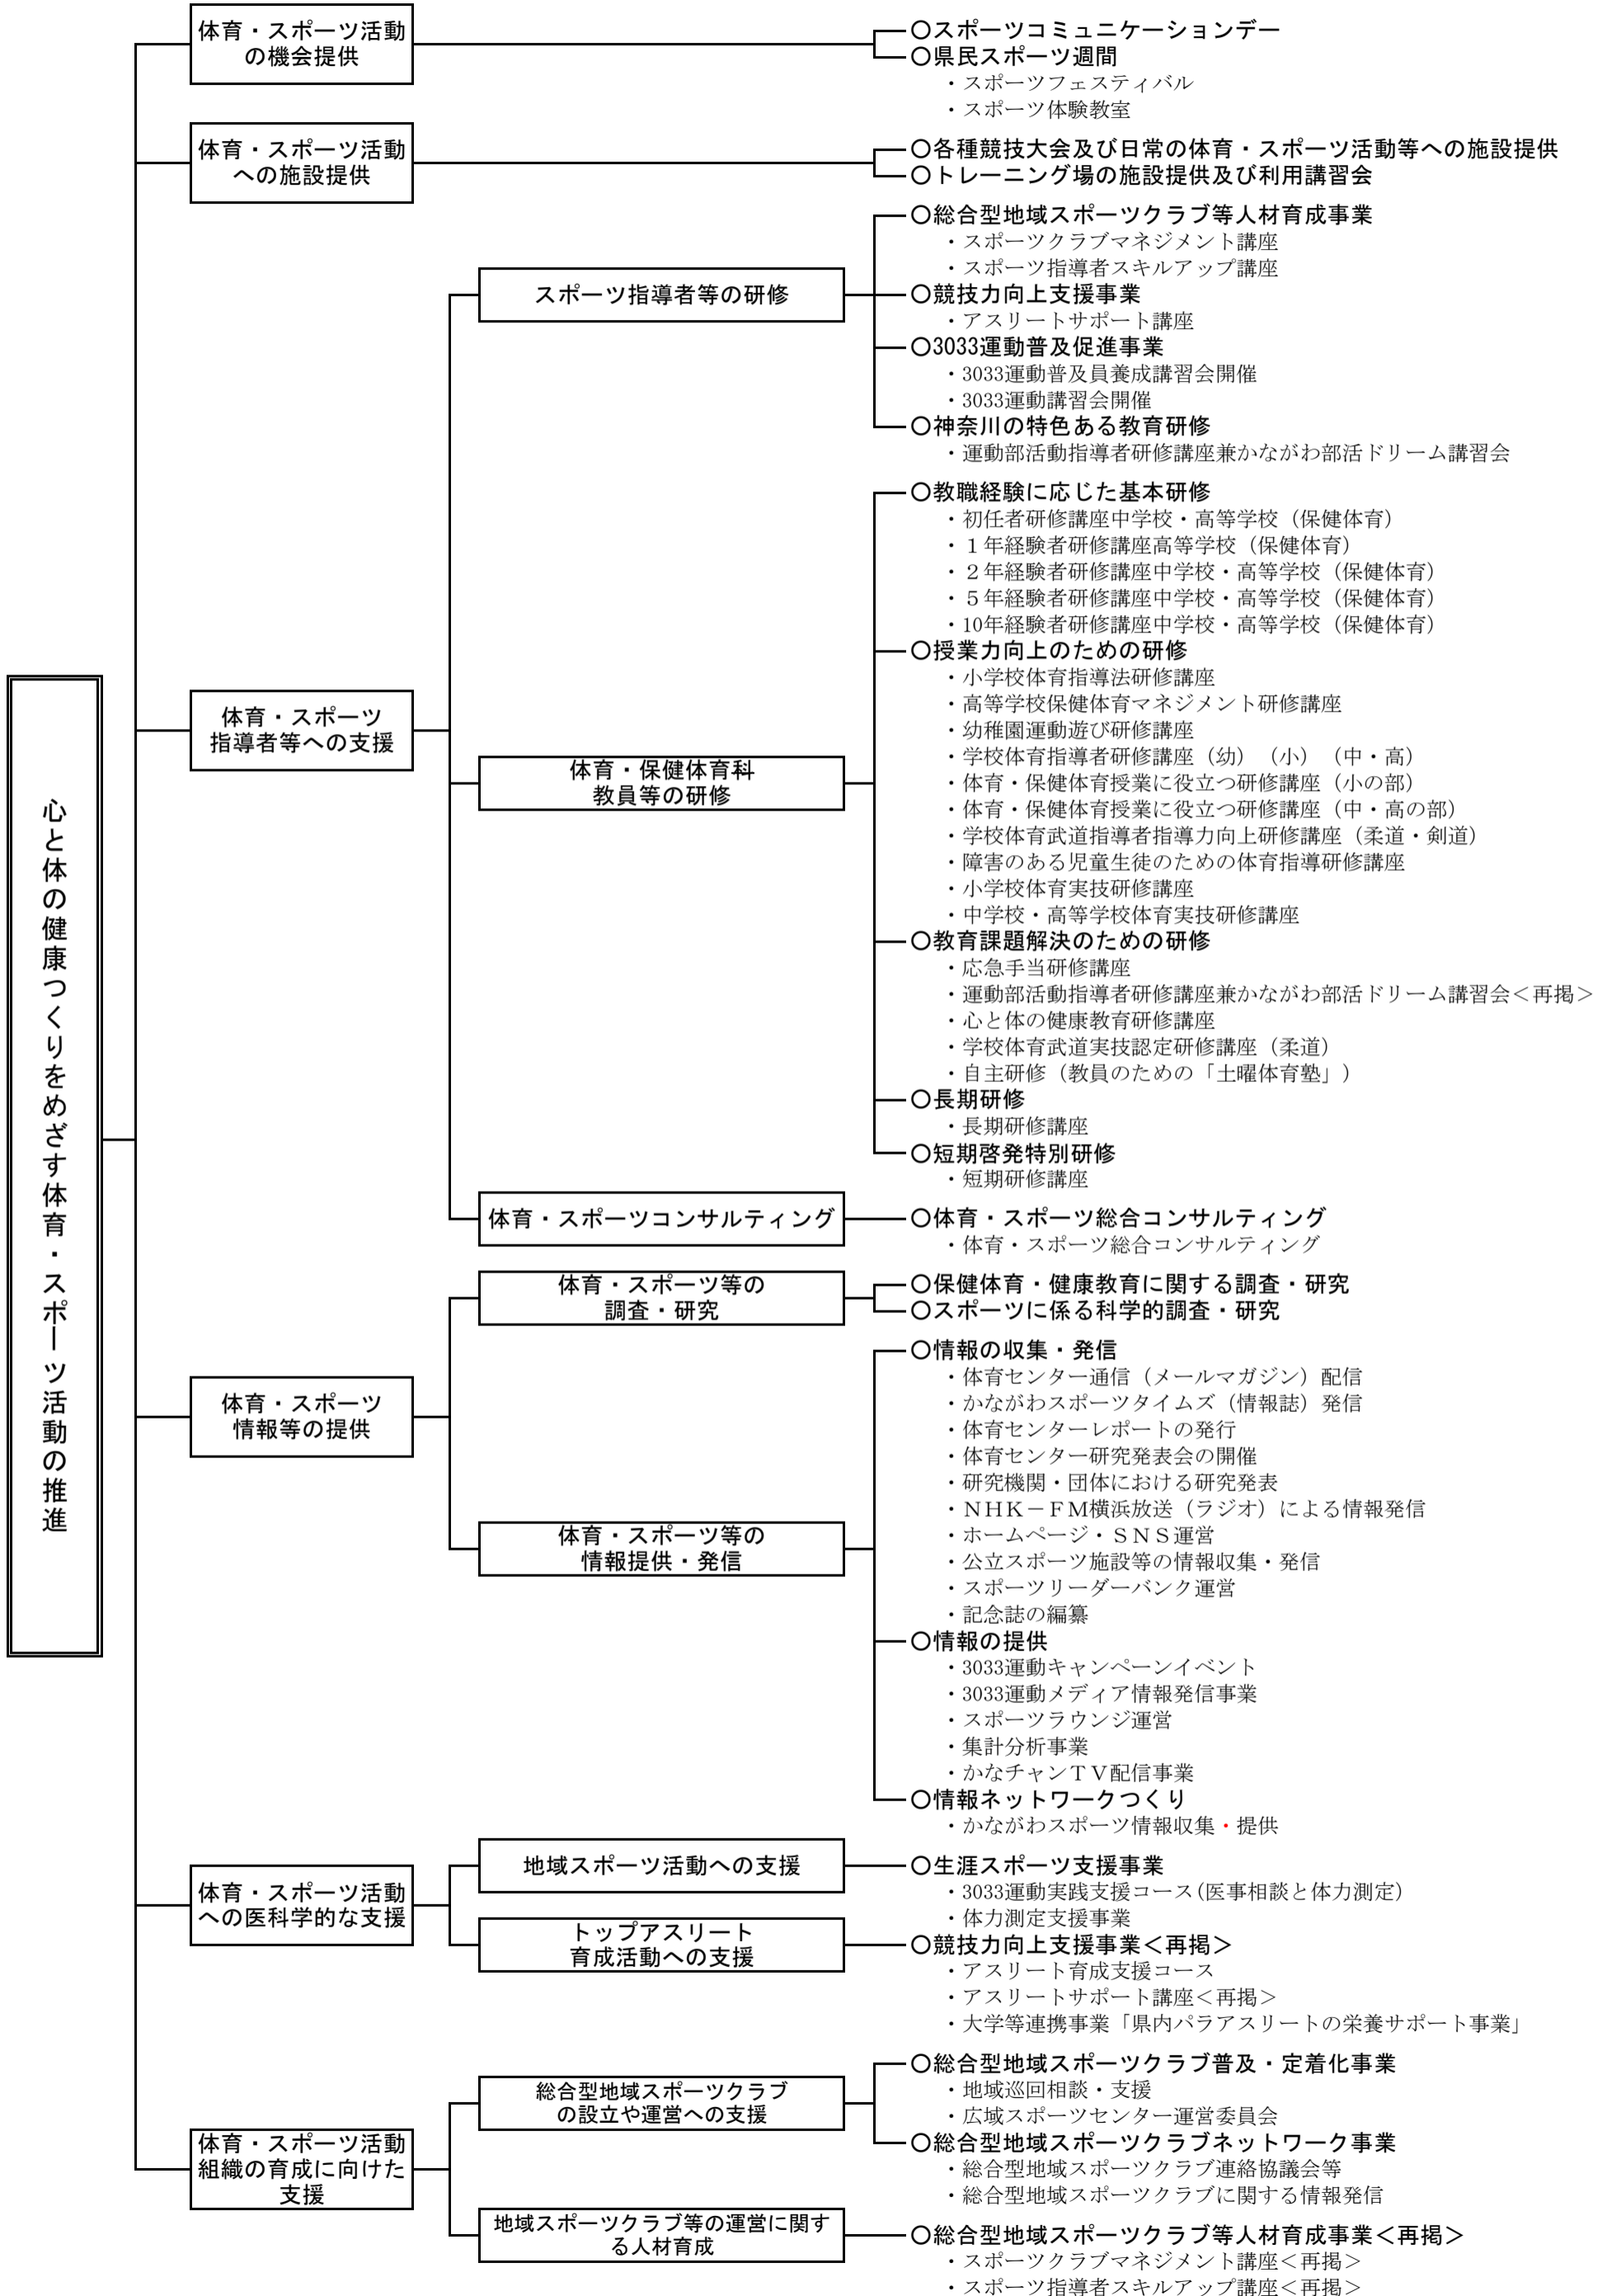 心と体の健康つくりをめざす体育・スポーツ活動の推進
体育・スポーツ活動
の機会提供
○スポーツコミュニケーションデー
○県民スポーツ週間
・スポーツフェスティバル
・スポーツ体験教室
体育・スポーツ活動
への施設提供
○各種競技大会及び日常の体育・スポーツ活動等への施設提供
○トレーニング場の施設提供及び利用講習会
体育・スポーツ
指導者等への支援
スポーツ指導者等の研修
○総合型地域スポーツクラブ等人材育成事業
・スポーツクラブマネジメント講座
・スポーツ指導者スキルアップ講座
○競技力向上支援事業
・アスリートサポート講座
○3033運動普及促進事業
・3033運動普及員養成講習会開催
・3033運動講習会開催
○神奈川の特色ある教育研修
・運動部活動指導者研修講座兼かながわ部活ドリーム講習会
体育・保健体育科
教員等の研修
○教職経験に応じた基本研修
・初任者研修講座中学校・高等学校（保健体育）
・１年経験者研修講座高等学校（保健体育）
・２年経験者研修講座中学校・高等学校（保健体育）
・５年経験者研修講座中学校・高等学校（保健体育）
・10年経験者研修講座中学校・高等学校（保健体育）
○授業力向上のための研修
・小学校体育指導法研修講座
・高等学校保健体育マネジメント研修講座
・幼稚園運動遊び研修講座
・学校体育指導者研修講座（幼）（小）（中・高）
・体育・保健体育授業に役立つ研修講座（小の部）
・体育・保健体育授業に役立つ研修講座（中・高の部）
・学校体育武道指導者指導力向上研修講座（柔道・剣道）
・障害のある児童生徒のための体育指導研修講座
・小学校体育実技研修講座
・中学校・高等学校体育実技研修講座
○教育課題解決のための研修
・応急手当研修講座
・運動部活動指導者研修講座兼かながわ部活ドリーム講習会＜再掲＞
・心と体の健康教育研修講座
・学校体育武道実技認定研修講座（柔道）
・自主研修（教員のための「土曜体育塾」）
○長期研修
・長期研修講座
○短期啓発特別研修
・短期研修講座
体育・スポーツコンサルティング
○体育・スポーツ総合コンサルティング
・体育・スポーツ総合コンサルティング
体育・スポーツ
情報等の提供
体育・スポーツ等の
調査・研究
○保健体育・健康教育に関する調査・研究
○スポーツに係る科学的調査・研究
体育・スポーツ等の
情報提供・発信
○情報の収集・発信
・体育センター通信（メールマガジン）配信
・かながわスポーツタイムズ（情報誌）発信
・体育センターレポートの発行
・体育センター研究発表会の開催
・研究機関・団体における研究発表
・ＮＨＫ－ＦＭ横浜放送（ラジオ）による情報発信
・ホームページ・ＳＮＳ運営
・公立スポーツ施設等の情報収集・発信
・スポーツリーダーバンク運営
・記念誌の編纂
○情報の提供
・3033運動キャンペーンイベント
・3033運動メディア情報発信事業
・スポーツラウンジ運営
・集計分析事業
・かなチャンＴＶ配信事業
○情報ネットワークつくり
・かながわスポーツ情報収集・提供
体育・スポーツ活動
への医科学的な支援
地域スポーツ活動への支援
○生涯スポーツ支援事業
・3033運動実践支援コース(医事相談と体力測定)
・体力測定支援事業
トップアスリート
育成活動への支援
○競技力向上支援事業＜再掲＞
・アスリート育成支援コース
・アスリートサポート講座＜再掲＞
・大学等連携事業「県内パラアスリートの栄養サポート事業」
体育・スポーツ活動
組織の育成に向けた
支援
総合型地域スポーツクラブ
の設立や運営への支援
○総合型地域スポーツクラブ普及・定着化事業
・地域巡回相談・支援
・広域スポーツセンター運営委員会
○総合型地域スポーツクラブネットワーク事業
・総合型地域スポーツクラブ連絡協議会等
・総合型地域スポーツクラブに関する情報発信
地域スポーツクラブ等の運営に関す
る人材育成
○総合型地域スポーツクラブ等人材育成事業＜再掲＞
・スポーツクラブマネジメント講座＜再掲＞
・スポーツ指導者スキルアップ講座＜再掲＞